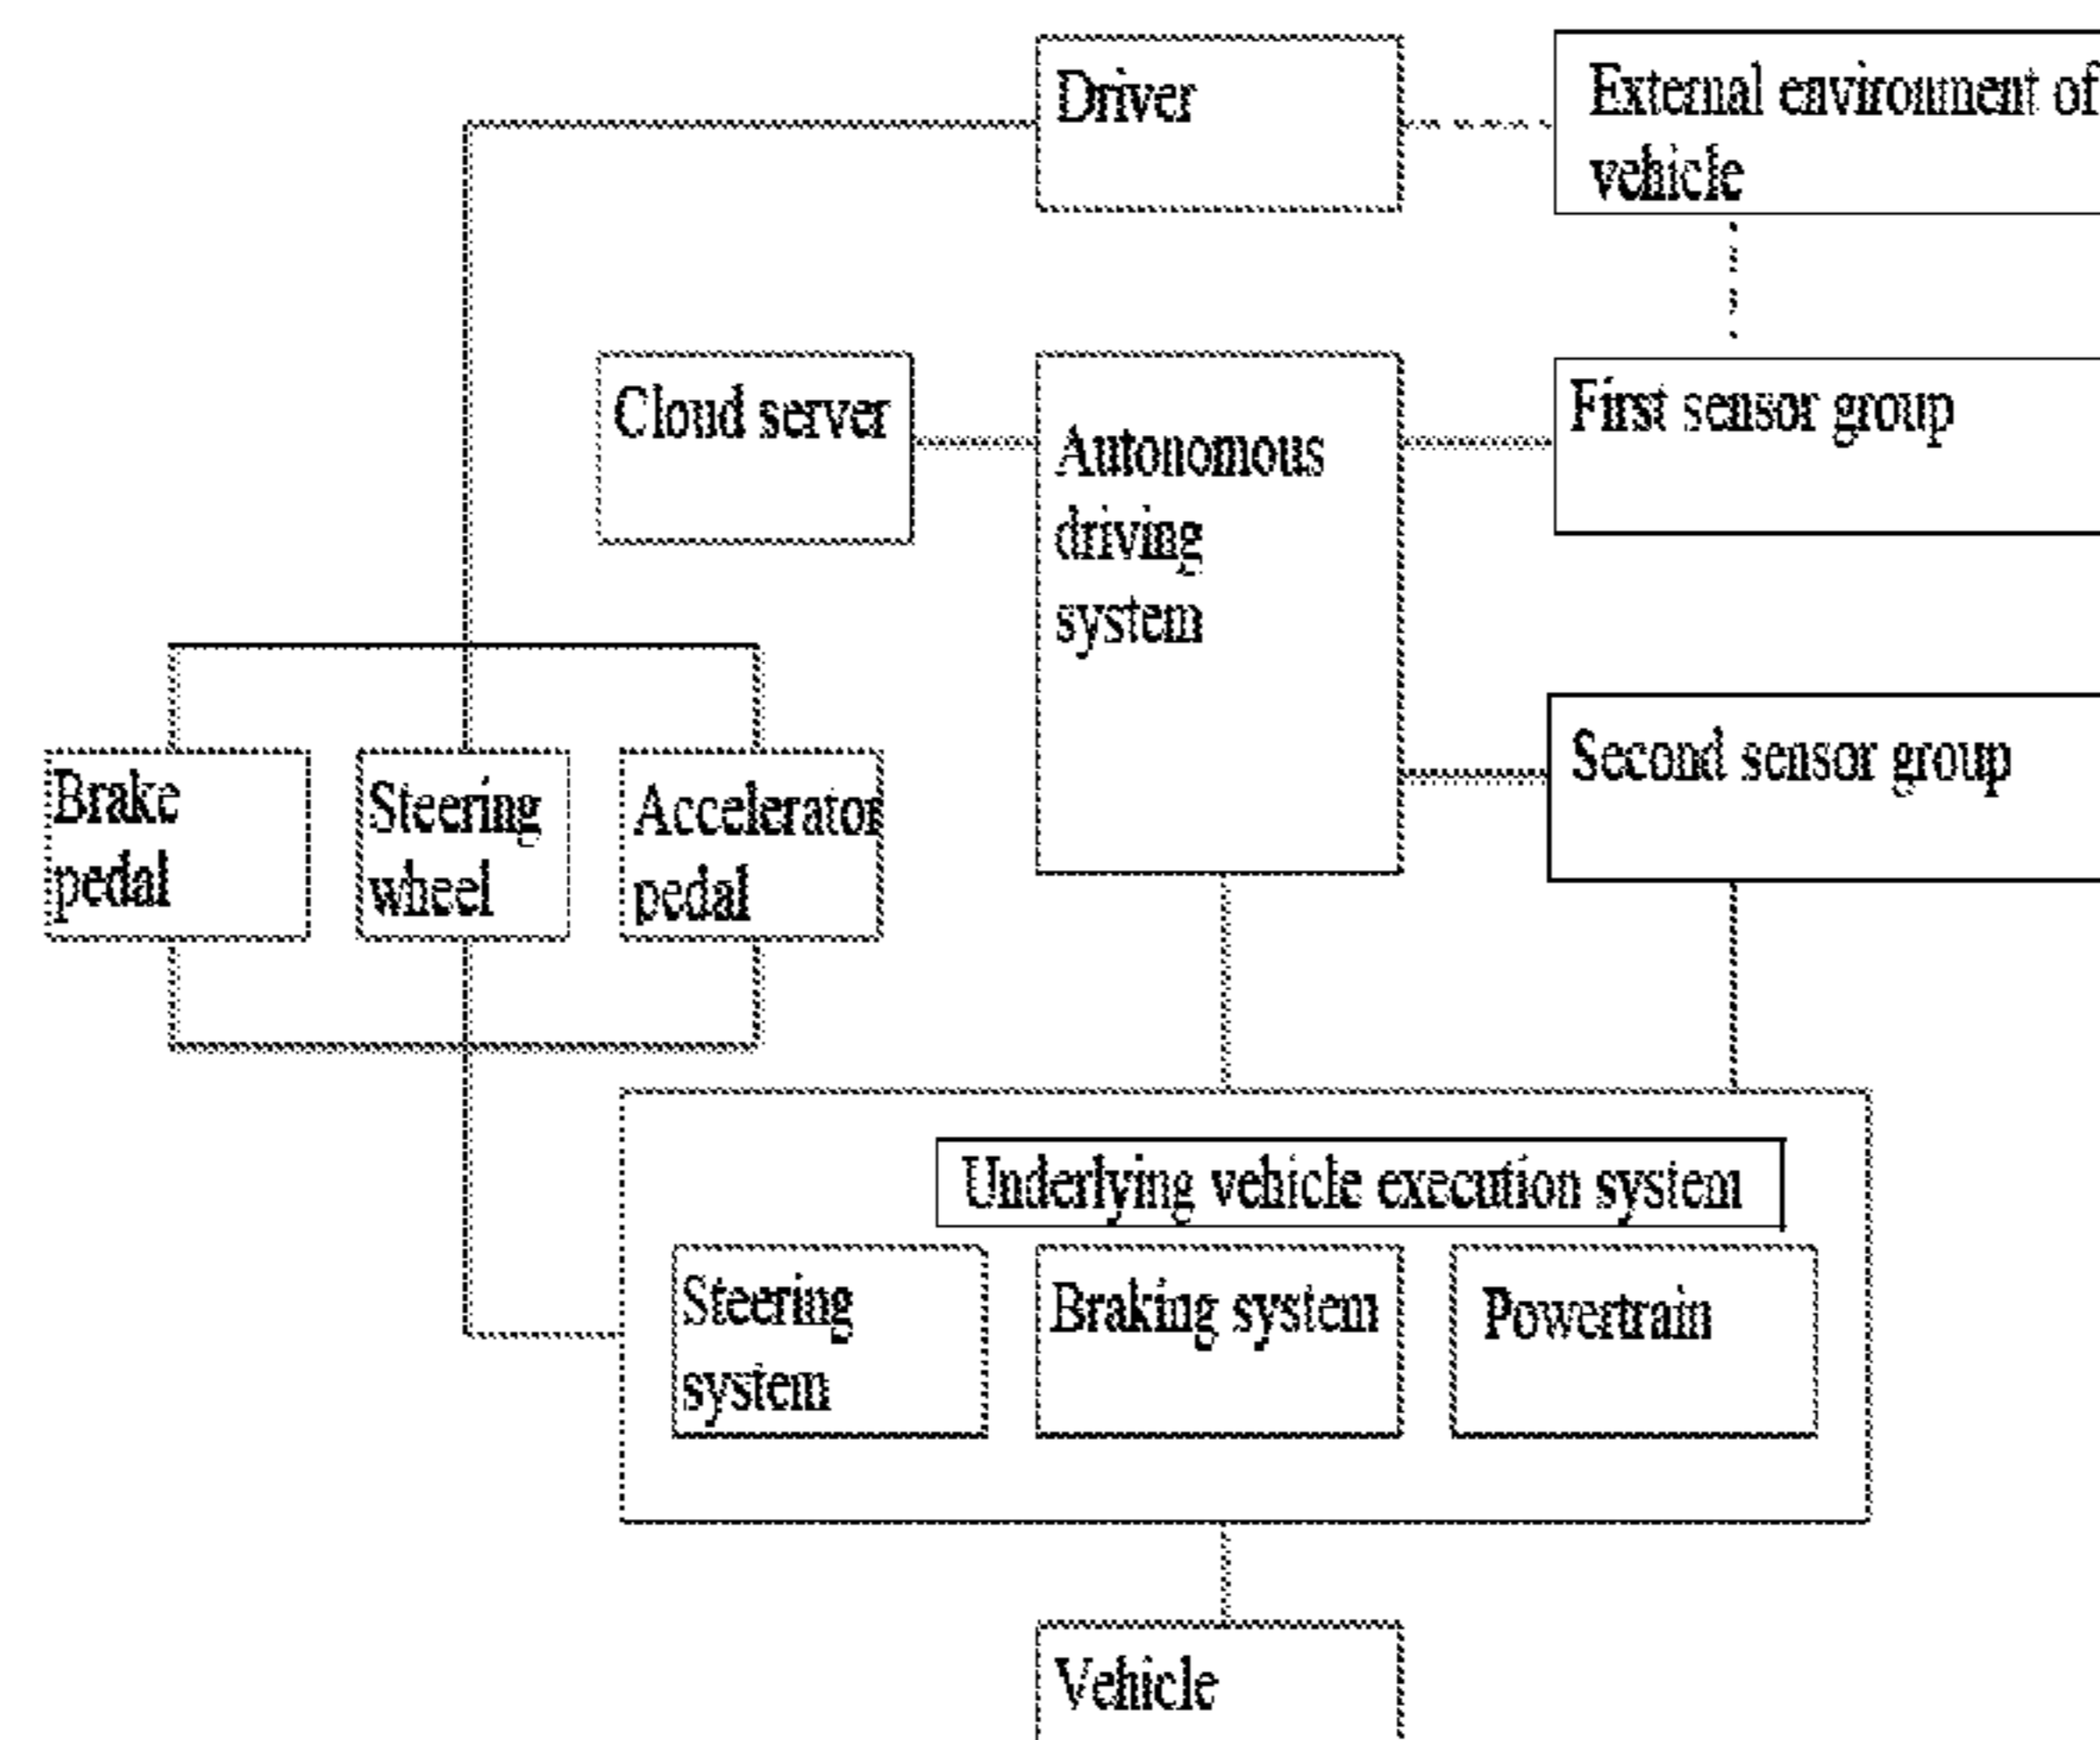 Driver
External environment of
vehicle
Cloud server
Autonomous
driving
system
First sensor group
Second sensor group
Brake
pedal
Steering
wheel
Accelerator
pedal
Underlying vehicle execution system
Steering
system
Braking system
Powertrain
Vehicle